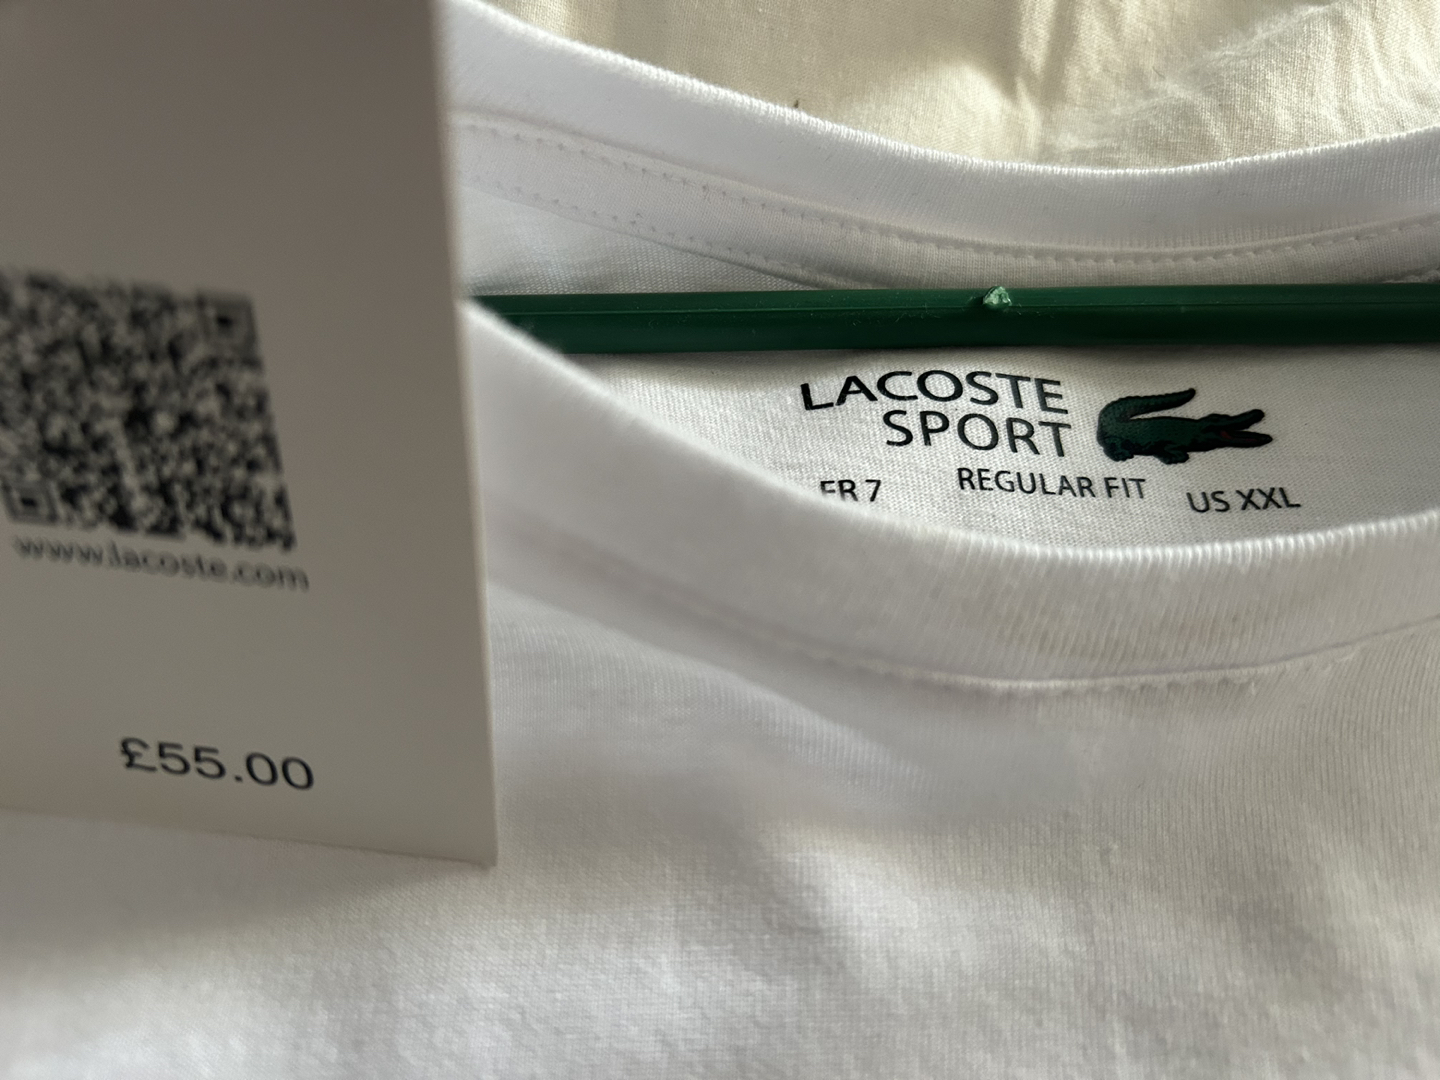 www.lacoste.com
£55.00
LACOSTE
SPORT
FR 7
REGULAR FIT
US XXL